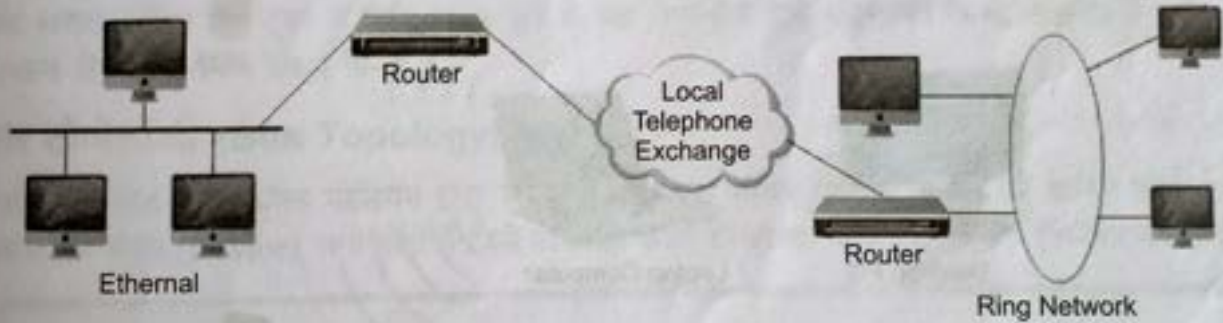 Router
Local
Telephone
Exchange
Router
Ethernal
Ring Network